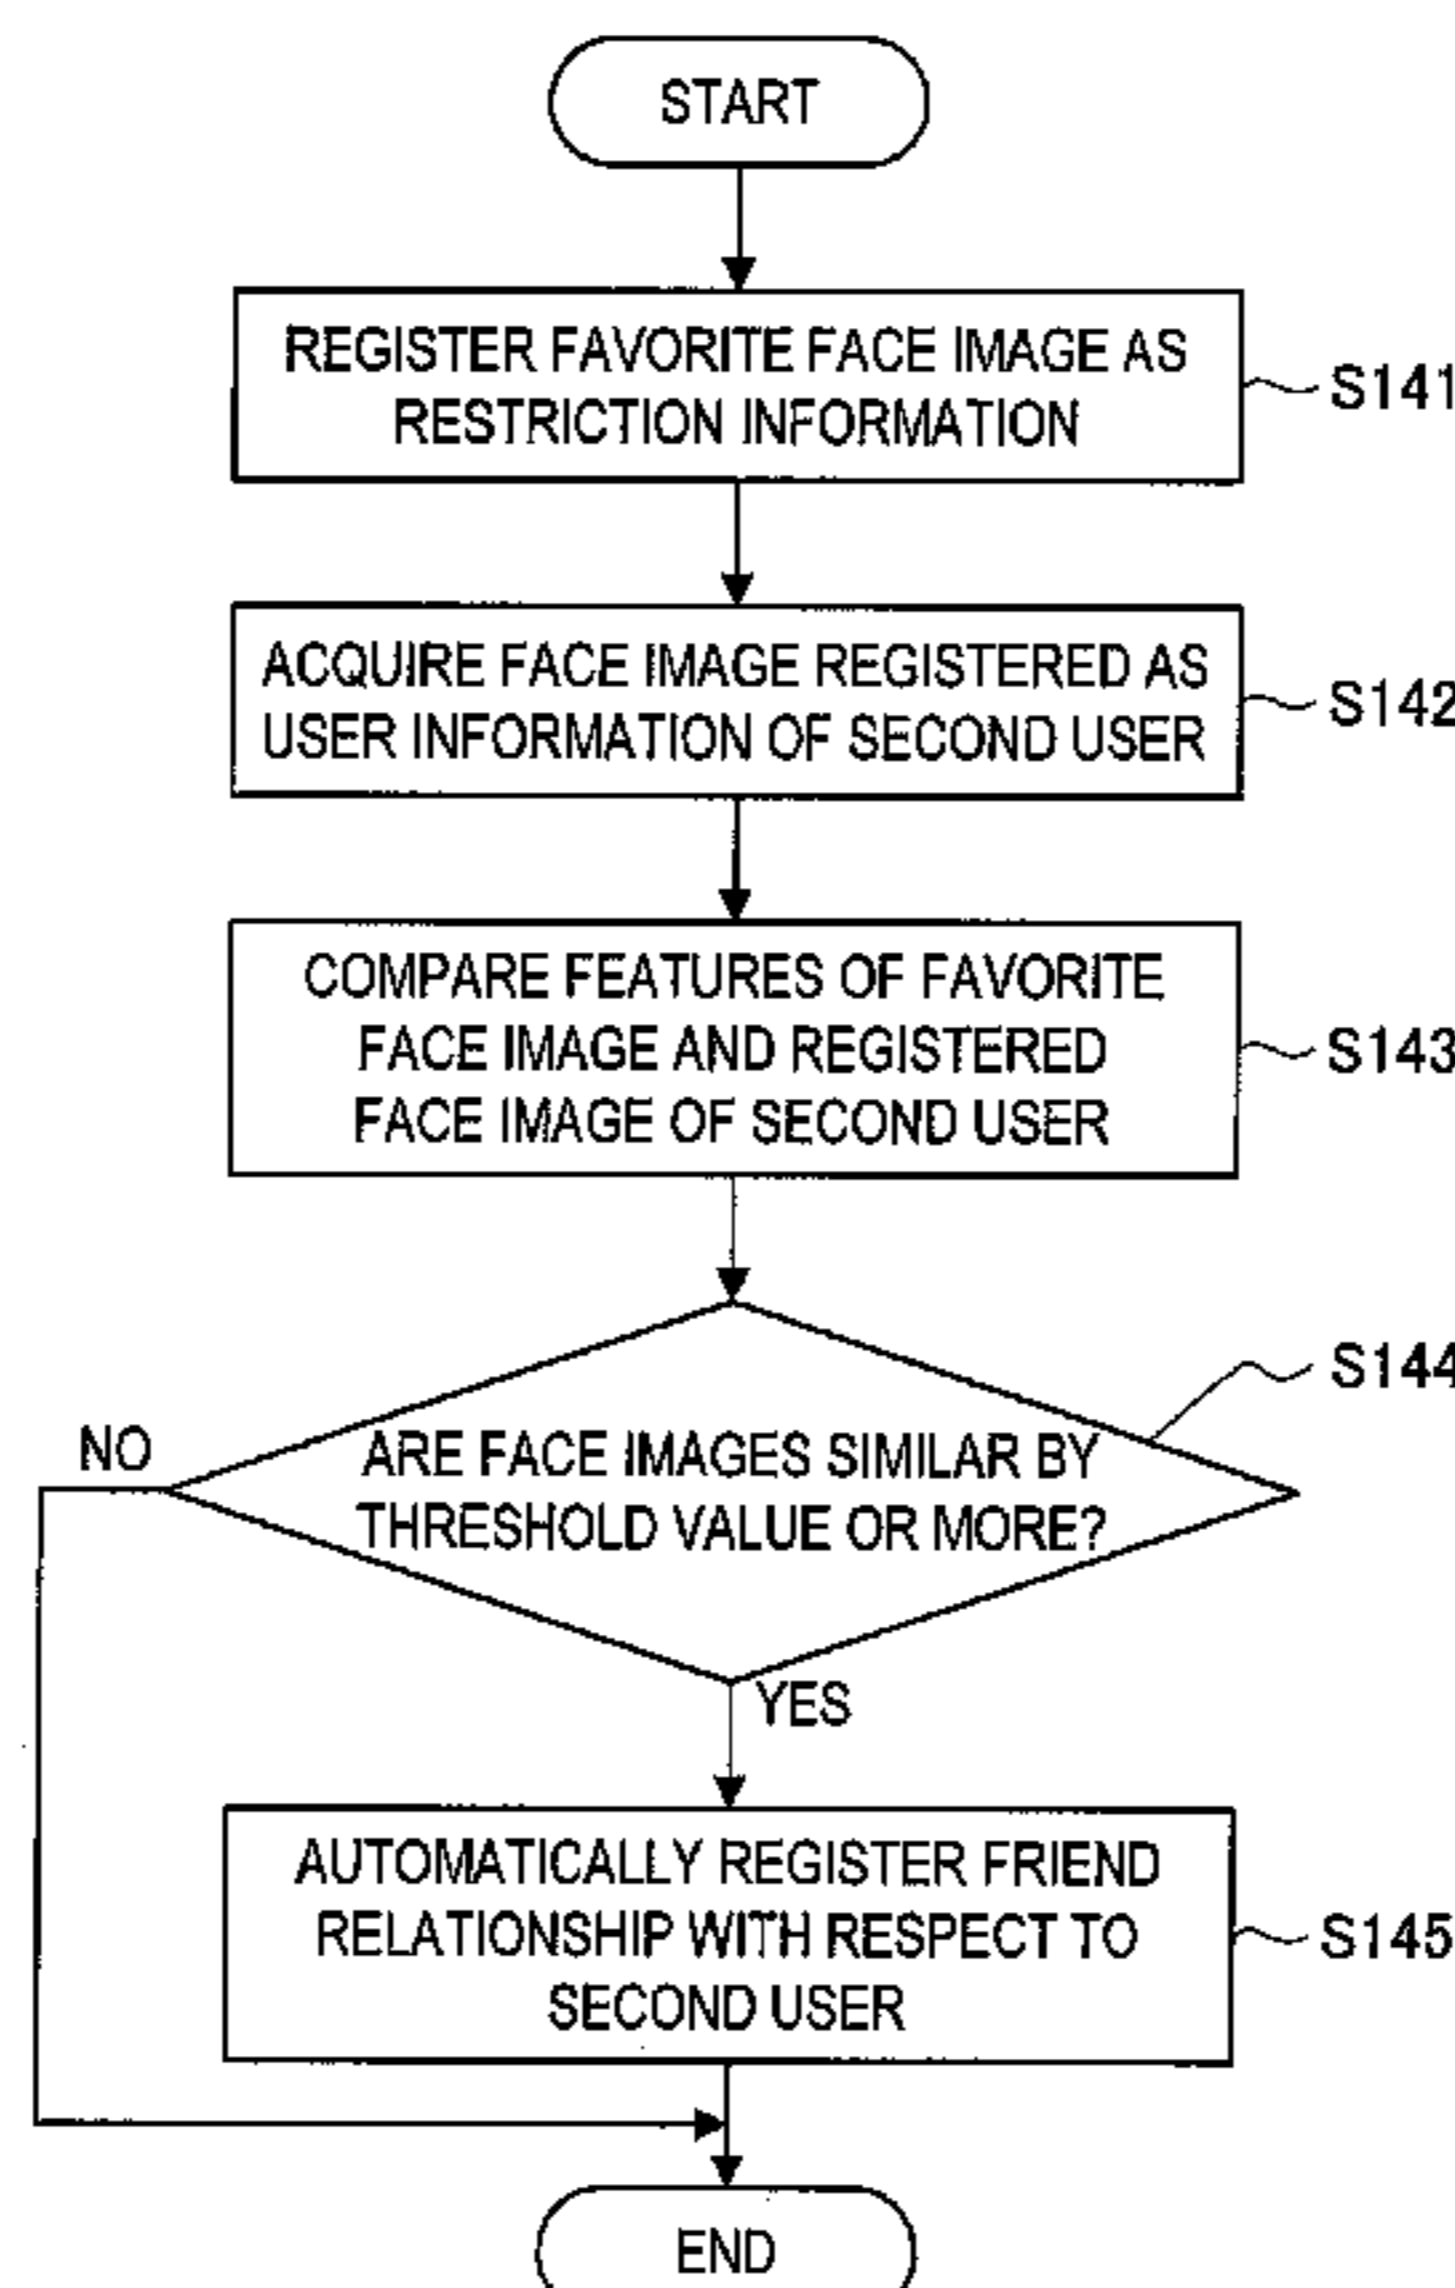 START
REGISTER FAVORITE FACE IMAGE AS
RESTRICTION INFORMATION
S141
ACQUIRE FACE IMAGE REGISTERED AS
USER INFORMATION OF SECOND USER
S142
COMPARE FEATURES OF FAVORITE
FACE IMAGE AND REGISTERED
FACE IMAGE OF SECOND USER
S143
S144
NO
ARE FACE IMAGES SIMILAR BY
THRESHOLD VALUE OR MORE?
YES
AUTOMATICALLY REGISTER FRIEND
RELATIONSHIP WITH RESPECT TO
SECOND USER
S145
END